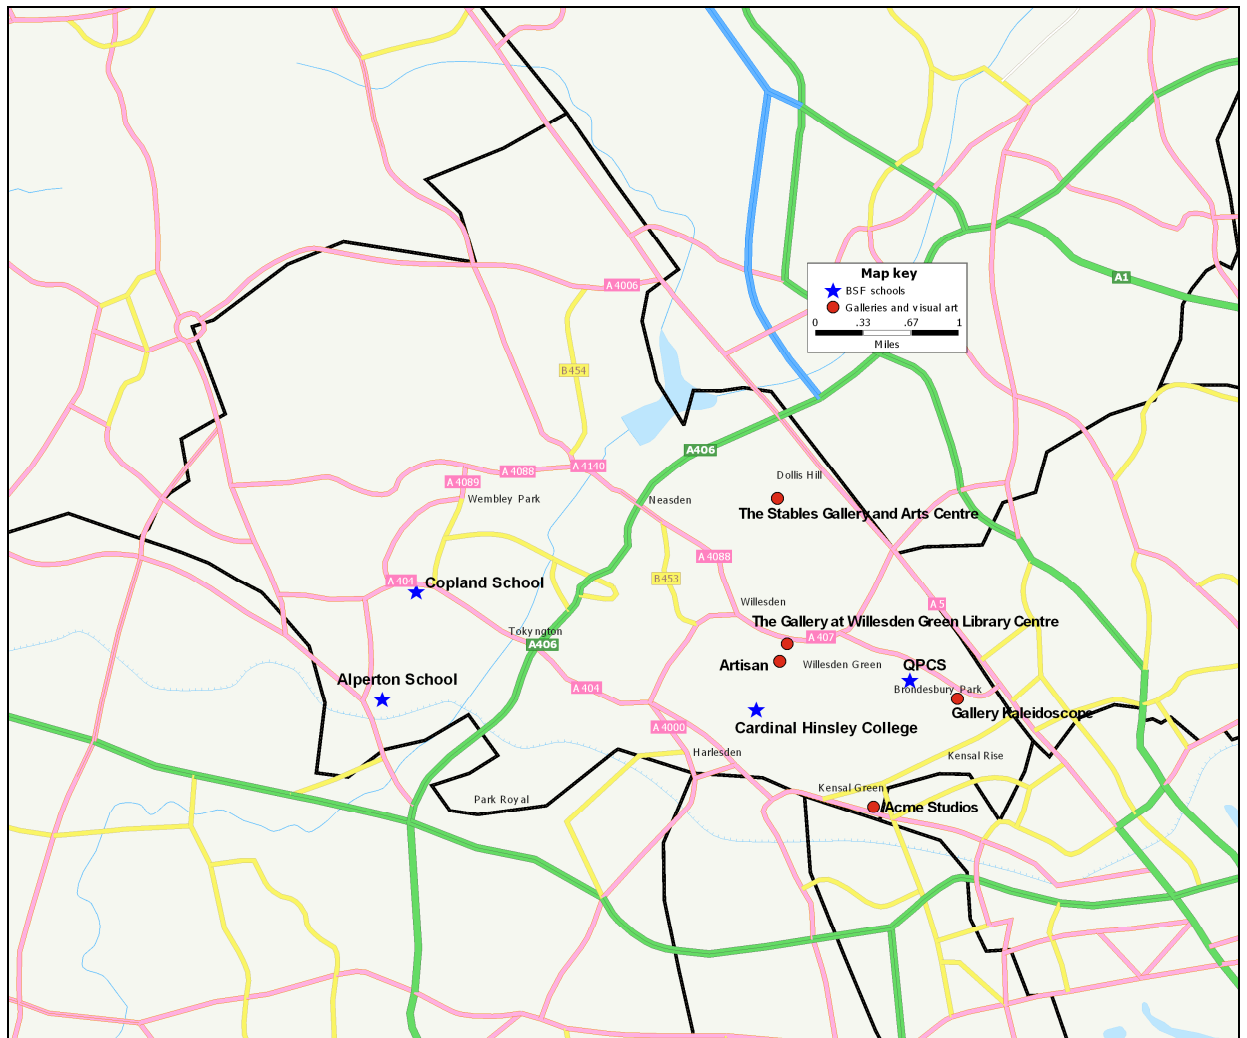 Map key
BSF schools
Galleries and visual art
0 .33 .67 1
Miles
A1
A 4006
B454
A406
A 4140
A 4088
A 4089
Wembley Park
Neasden
Dollis Hill
The Stables Gallery and Arts Centre
A 4088
B453
A 404
Copland School
Willesden
A 5
The Gallery at Willesden Green Library Centre
Tokyngton
A406
A 407
Artisan
Willesden Green
QPCS
Alperton School
A 404
Brondesbury Park
Gallery Kaleidoscope
A 4000
Cardinal Hinsley College
Harlesden
Kensal Rise
Park Royal
Kensal Green
Acme Studios